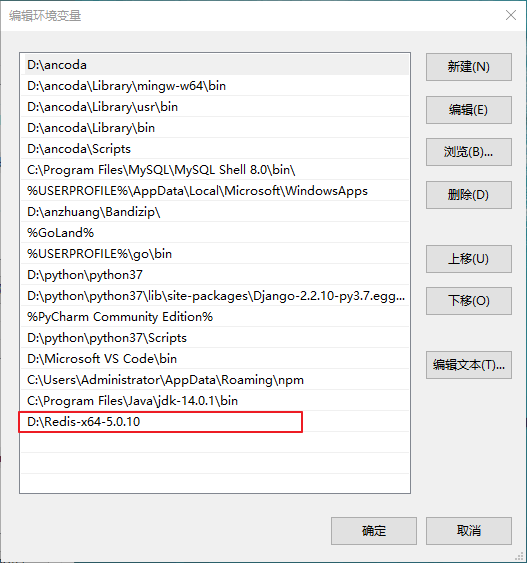 编辑环境变量
D:\ancoda
D:\ancoda\Library\mingw-w64\bin
D:\ancoda\Library\usr\bin
D:\ancoda\Library\bin
D:\ancoda\Scripts
C:\Program Files\MySQL\MySQL Shell 8.0\bin\
%USERPROFILE%\AppData\Local\Microsoft\WindowsApps
D:\anzhuang\Bandizip\
%GoLand%
%USERPROFILE%\go\bin
D:\python\python37
D:\python\python37\lib\site-packages\Django-2.2.10-py3.7.egg...
%PyCharm Community Edition%
D:\python\python37\Scripts
D:\Microsoft VS Code\bin
C:\Users\Administrator\AppData\Roaming\npm
C:\Program Files\Java\jdk-14.0.1\bin
D:\Redis-x64-5.0.10
新建(N)
编辑(E)
浏览(B)...
删除(D)
上移(U)
下移(O)
编辑文本(T)...
确定
取消